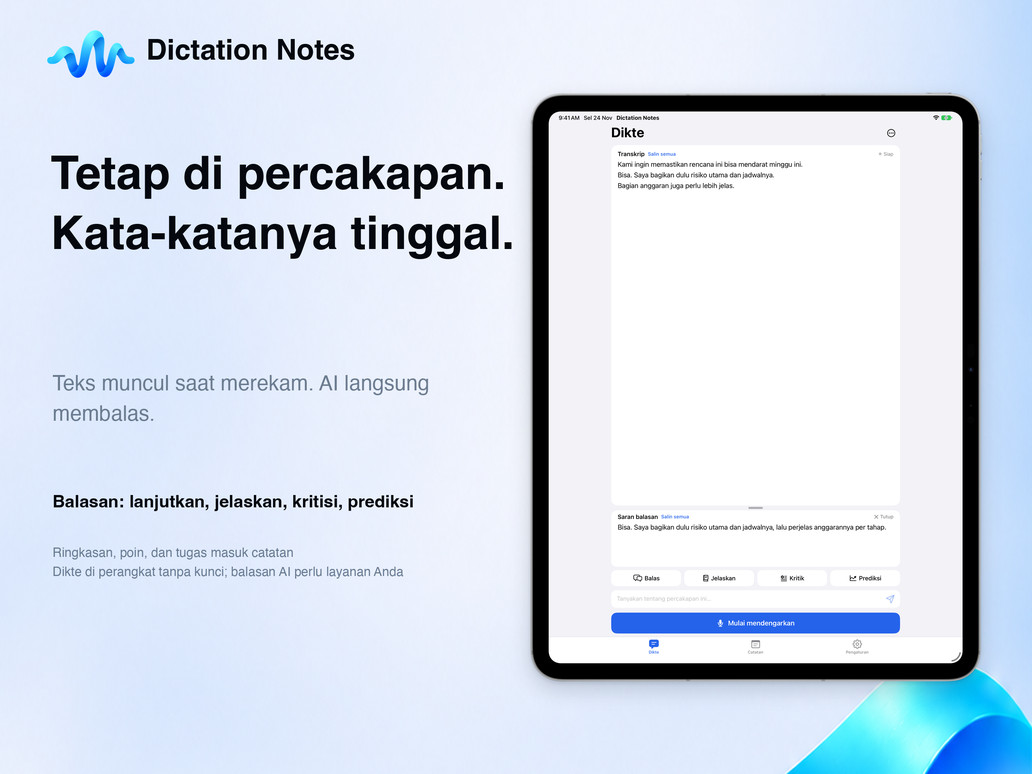 Dictation Notes
Tetap di percakapan.
Kata-katanya tinggal.
Teks muncul saat merekam. AI langsung
membalas.
Balasan: lanjutkan, jelaskan, kritisi, prediksi
Ringkasan, poin, dan tugas masuk catatan
Dikte di perangkat tanpa kunci; balasan AI perlu layanan Anda
9:41 AM Sel 24 Nov Dictation Notes
Dikte
Transkrip Salin semua Siap
Kami ingin memastikan rencana ini bisa mendarat minggu ini.
Bisa. Saya bagikan dulu risiko utama dan jadwalnya.
Bagian anggaran juga perlu lebih jelas.
Saran balasan Salin semua Tutup
Bisa. Saya bagikan dulu risiko utama dan jadwalnya, lalu perjelas anggarannya per tahap.
Balas Jelaskan Kritik Prediksi
Tanyakan tentang percakapan ini...
Mulai mendengarkan
Dikte Catatan Pengaturan